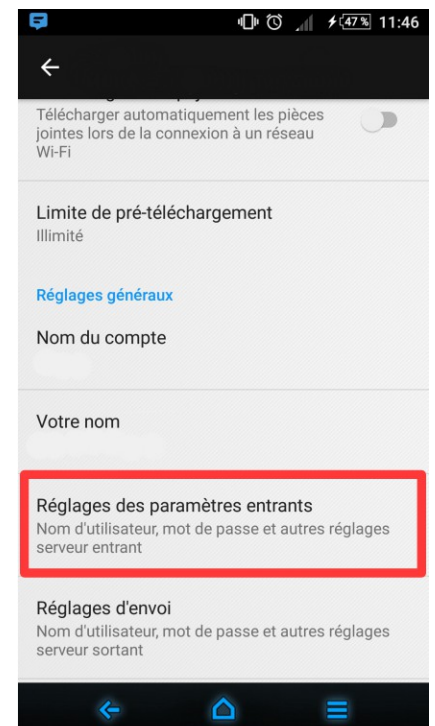 47% 11:46
Télécharger automatiquement les pièces
jointes lors de la connexion à un réseau
Wi-Fi
Limite de pré-téléchargement
Illimité
Réglages généraux
Nom du compte
Votre nom
Réglages des paramètres entrants
Nom d'utilisateur, mot de passe et autres réglages
serveur entrant
Réglages d'envoi
Nom d'utilisateur, mot de passe et autres réglages
serveur sortant